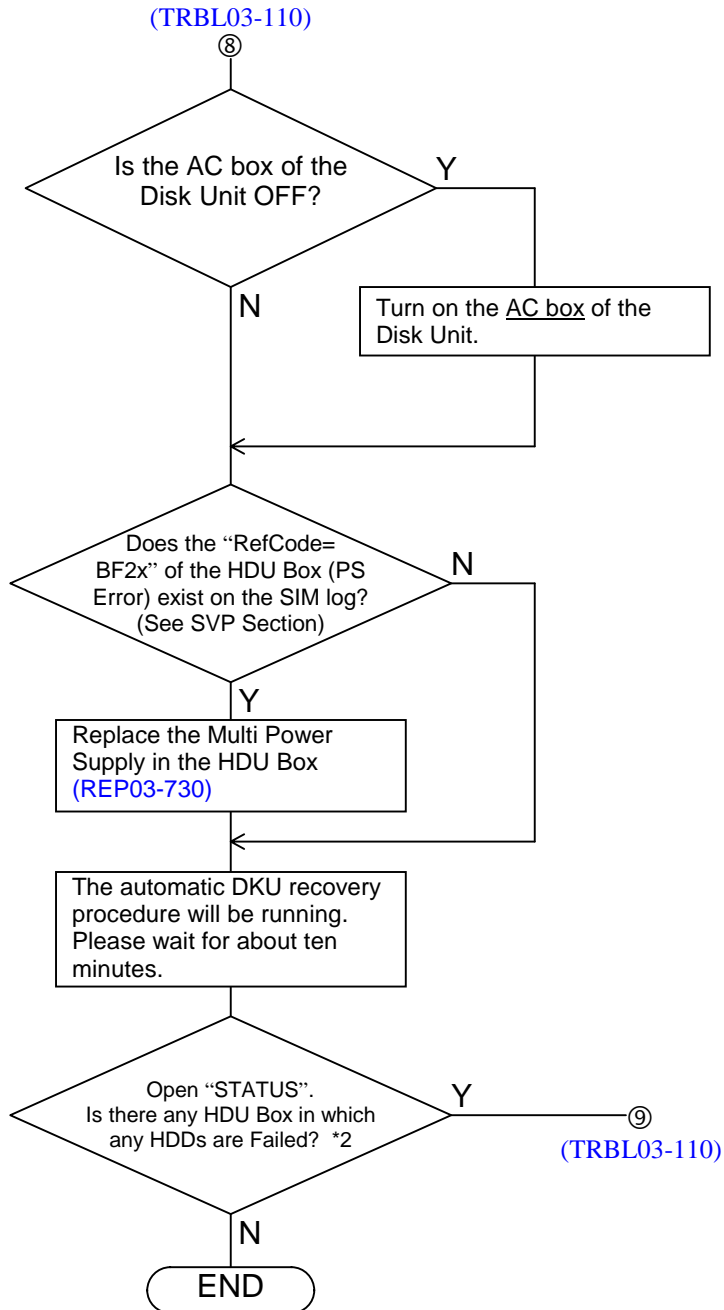 (TRBL03-110)
⑧
Is the AC box of the
Disk Unit OFF?
Y
N
Turn on the AC box of the
Disk Unit.
Does the “RefCode=
BF2x” of the HDU Box (PS
Error) exist on the SIM log?
(See SVP Section)
N
Y
Replace the Multi Power
Supply in the HDU Box
(REP03-730)
The automatic DKU recovery
procedure will be running.
Please wait for about ten
minutes.
Open “STATUS”.
Is there any HDU Box in which
any HDDs are Failed? *2
Y
⑨
(TRBL03-110)
N
END